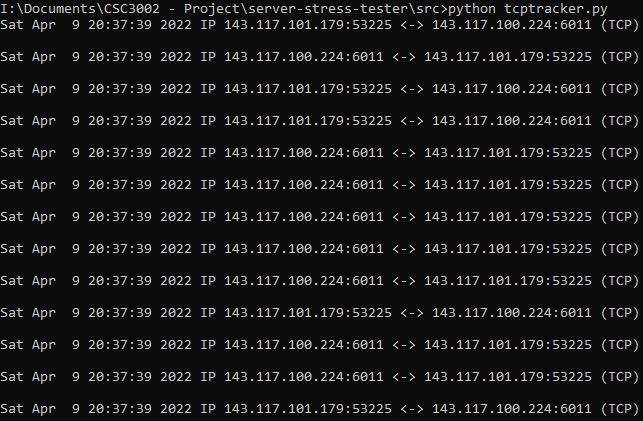 I:\Documents\CSC3002 - Project\server-stress-tester\src>python tcptracker.py
Sat Apr  9 20:37:39 2022 IP 143.117.101.179:53225 <-> 143.117.100.224:6011 (TCP)
Sat Apr  9 20:37:39 2022 IP 143.117.100.224:6011 <-> 143.117.101.179:53225 (TCP)
Sat Apr  9 20:37:39 2022 IP 143.117.101.179:53225 <-> 143.117.100.224:6011 (TCP)
Sat Apr  9 20:37:39 2022 IP 143.117.101.179:53225 <-> 143.117.100.224:6011 (TCP)
Sat Apr  9 20:37:39 2022 IP 143.117.100.224:6011 <-> 143.117.101.179:53225 (TCP)
Sat Apr  9 20:37:39 2022 IP 143.117.100.224:6011 <-> 143.117.101.179:53225 (TCP)
Sat Apr  9 20:37:39 2022 IP 143.117.100.224:6011 <-> 143.117.101.179:53225 (TCP)
Sat Apr  9 20:37:39 2022 IP 143.117.100.224:6011 <-> 143.117.101.179:53225 (TCP)
Sat Apr  9 20:37:39 2022 IP 143.117.100.224:6011 <-> 143.117.101.179:53225 (TCP)
Sat Apr  9 20:37:39 2022 IP 143.117.101.179:53225 <-> 143.117.100.224:6011 (TCP)
Sat Apr  9 20:37:39 2022 IP 143.117.100.224:6011 <-> 143.117.101.179:53225 (TCP)
Sat Apr  9 20:37:39 2022 IP 143.117.100.224:6011 <-> 143.117.101.179:53225 (TCP)
Sat Apr  9 20:37:39 2022 IP 143.117.101.179:53225 <-> 143.117.100.224:6011 (TCP)